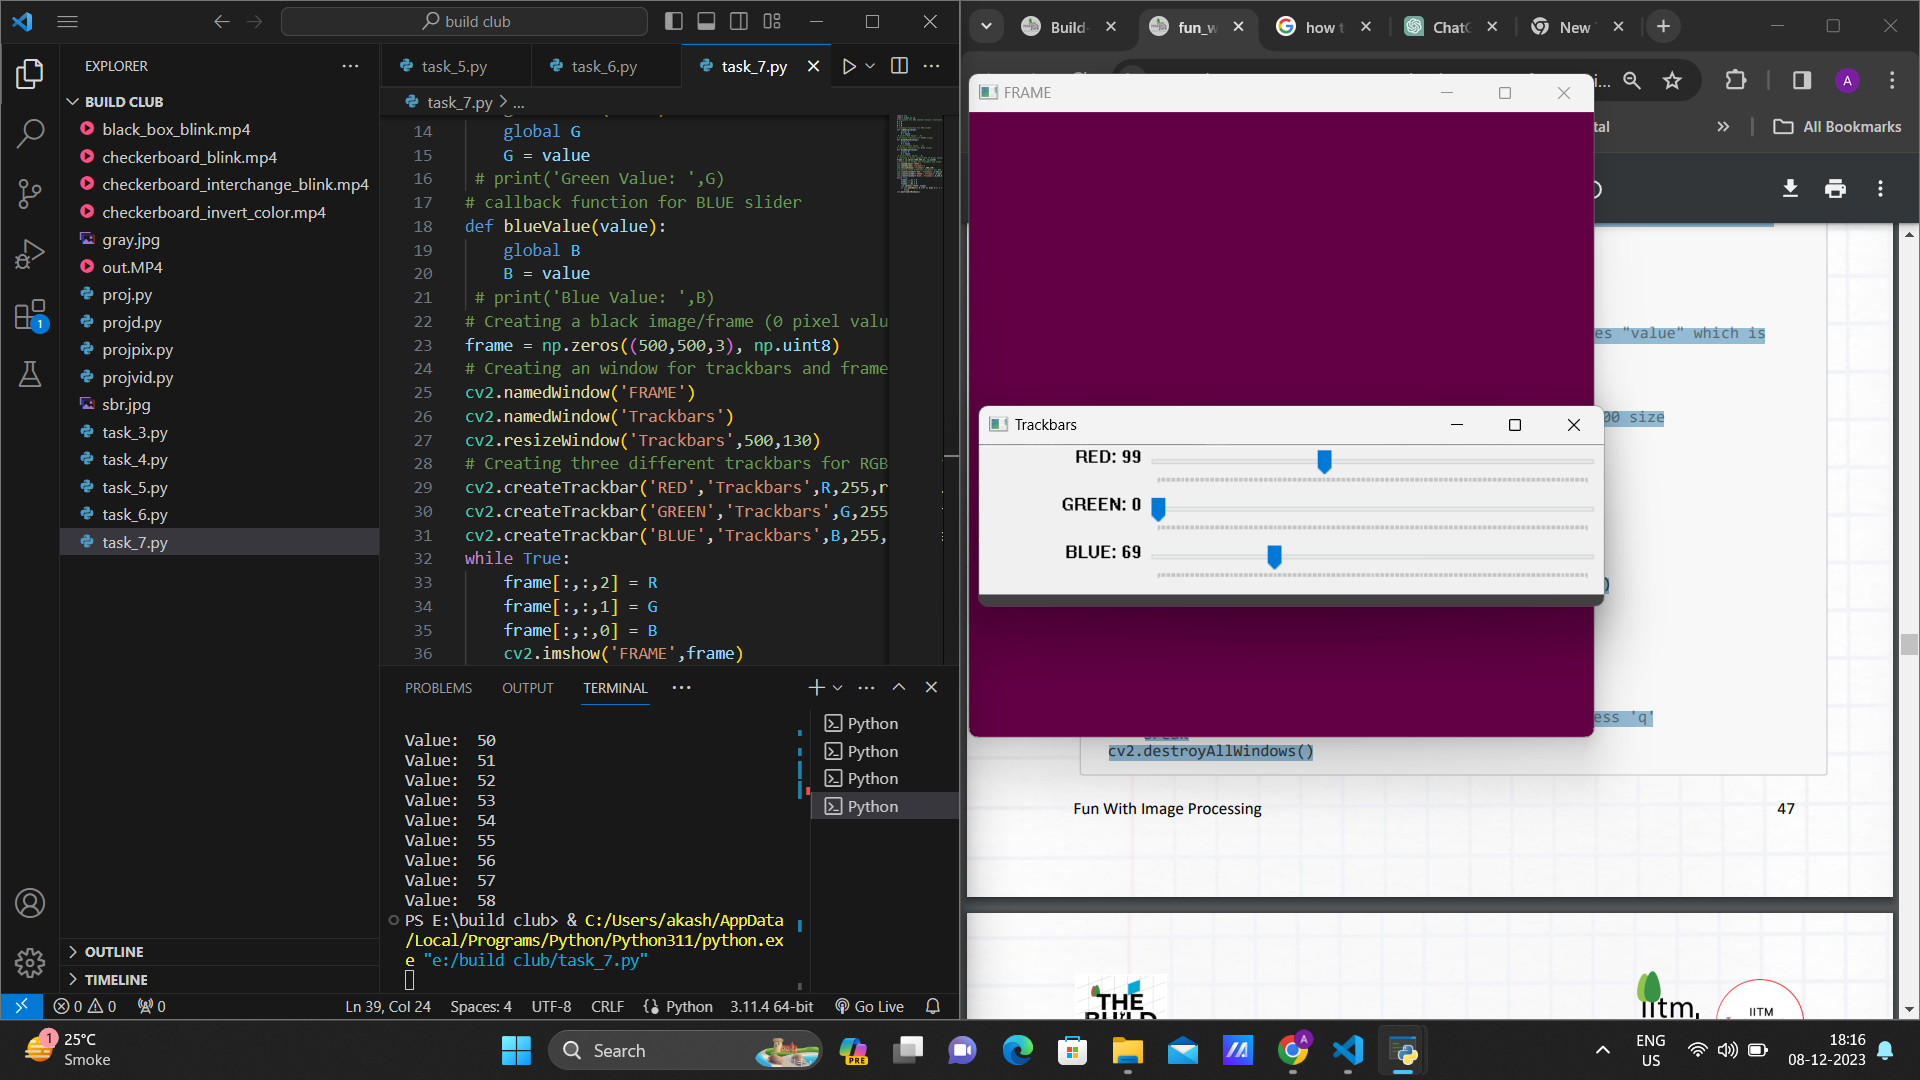 build club
EXPLORER
BUILD CLUB
black_box_blink.mp4
checkerboard_blink.mp4
checkerboard_interchange_blink.mp4
checkerboard_invert_color.mp4
gray.jpg
out.MP4
proj.py
projd.py
projpix.py
projvid.py
sbr.jpg
task_3.py
task_4.py
task_5.py
task_6.py
task_7.py
OUTLINE
TIMELINE
task_5.py
task_6.py
task_7.py
task_7.py > ...
14 global G
15 G = value
16 # print('Green Value: ',G)
17 # callback function for BLUE slider
18 def blueValue(value):
19 global B
20 B = value
21 # print('Blue Value: ',B)
22 # Creating a black image/frame (0 pixel valu
23 frame = np.zeros((500,500,3), np.uint8)
24 # Creating an window for trackbars and frame
25 cv2.namedWindow('FRAME')
26 cv2.namedWindow('Trackbars')
27 cv2.resizeWindow('Trackbars',500,130)
28 # Creating three different trackbars for RGB
29 cv2.createTrackbar('RED','Trackbars',R,255,r
30 cv2.createTrackbar('GREEN','Trackbars',G,255
31 cv2.createTrackbar('BLUE','Trackbars',B,255,
32 while True:
33 frame[:,:,2] = R
34 frame[:,:,1] = G
35 frame[:,:,0] = B
36 cv2.imshow('FRAME',frame)
PROBLEMS OUTPUT TERMINAL
Value: 50
Value: 51
Value: 52
Value: 53
Value: 54
Value: 55
Value: 56
Value: 57
Value: 58
PS E:\build club> & C:/Users/akash/AppData
/Local/Programs/Python/Python311/python.ex
e "e:/build club/task_7.py"
Python
Python
Python
Python
0 0 0 Ln 39, Col 24 Spaces: 4 UTF-8 CRLF Python 3.11.4 64-bit Go Live
Build- fun_w how t ChatG New
A
All Bookmarks
FRAME
Trackbars
RED: 99
GREEN: 0
BLUE: 69
es "value" which is
00 size
ess 'q'
cv2.destroyAllWindows()
Fun With Image Processing 47
THE
BUILD
iitm.
IITM
1
25°C
Smoke
Search
PRE
ENG
US
18:16
08-12-2023